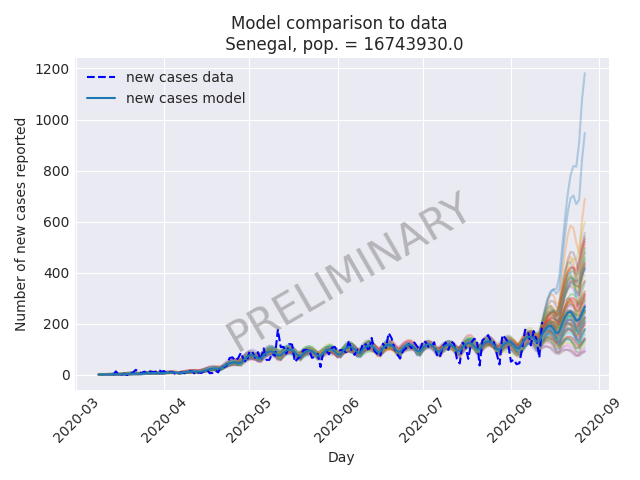 Model comparison to data
Senegal, pop. = 16743930.0
new cases data
new cases model
Number of new cases reported
1200
1000
800
600
400
200
0
PRELIMINARY
2020-03
2020-04
2020-05
2020-06
2020-07
2020-08
2020-09
Day